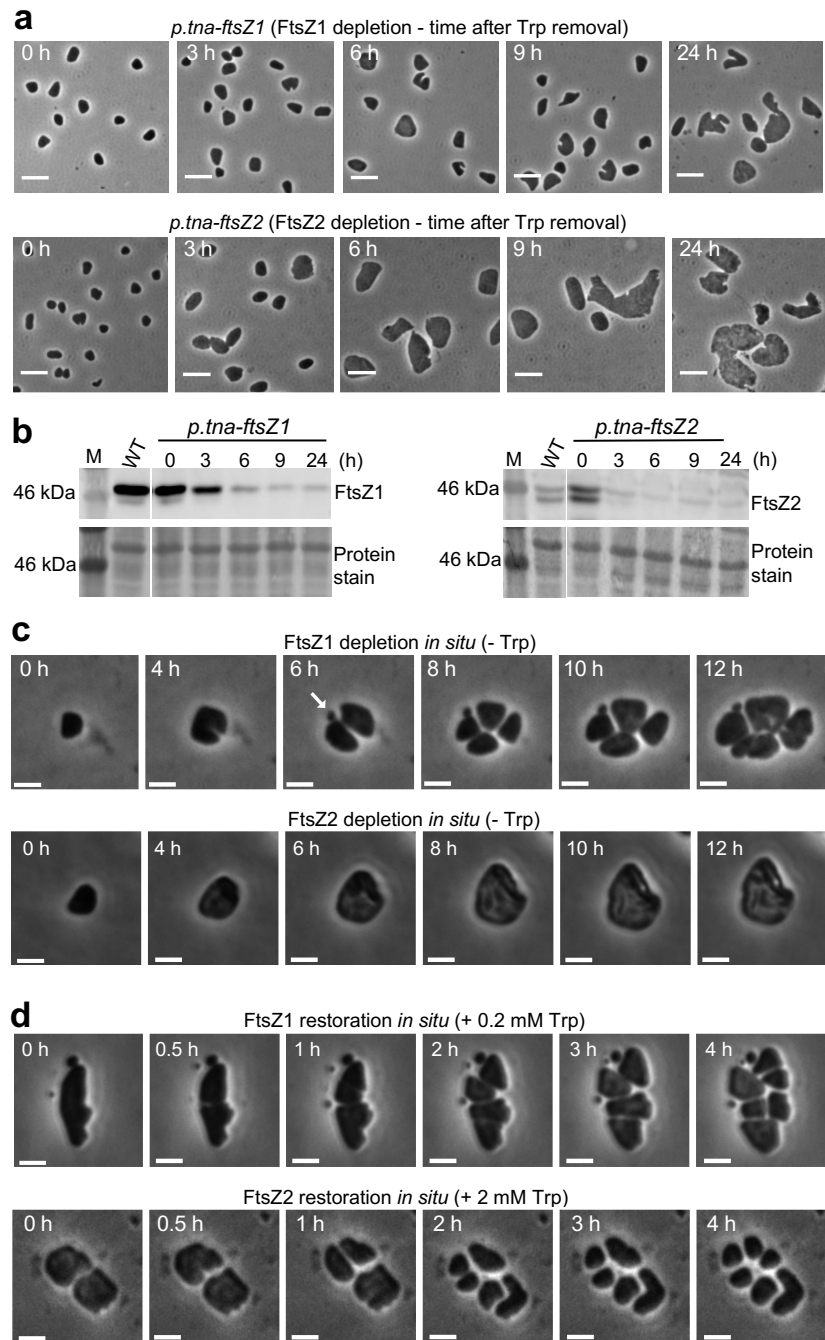 a
p.tna-ftsZ1 (FtsZ1 depletion - time after Trp removal)
0 h 3 h 6 h 9 h 24 h
p.tna-ftsZ2 (FtsZ2 depletion - time after Trp removal)
0 h 3 h 6 h 9 h 24 h
b
p.tna-ftsZ1
M WT 0 3 6 9 24 (h)
46 kDa FtsZ1
46 kDa Protein
stain
p.tna-ftsZ2
M WT 0 3 6 9 24 (h)
46 kDa FtsZ2
46 kDa Protein
stain
c
FtsZ1 depletion in situ (- Trp)
0 h 4 h 6 h 8 h 10 h 12 h
FtsZ2 depletion in situ (- Trp)
0 h 4 h 6 h 8 h 10 h 12 h
d
FtsZ1 restoration in situ (+ 0.2 mM Trp)
0 h 0.5 h 1 h 2 h 3 h 4 h
FtsZ2 restoration in situ (+ 2 mM Trp)
0 h 0.5 h 1 h 2 h 3 h 4 h